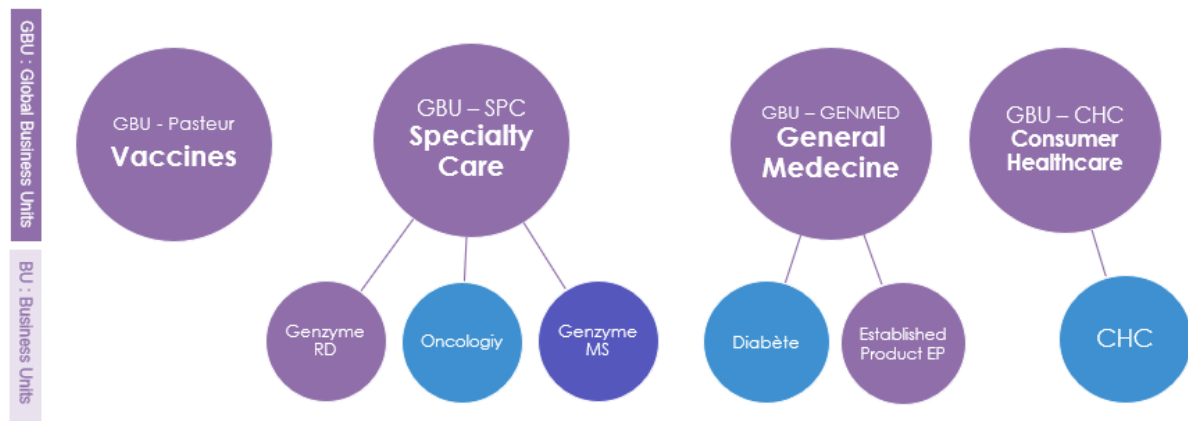 GBU : Global Business Units
GBU - Pasteur
Vaccines
GBU – SPC
Specialty
Care
GBU – GENMED
General
Medecine
GBU – CHC
Consumer
Healthcare
BU : Business Units
Genzyme
RD
Oncologiy
Genzyme
MS
Diabète
Established
Product EP
CHC